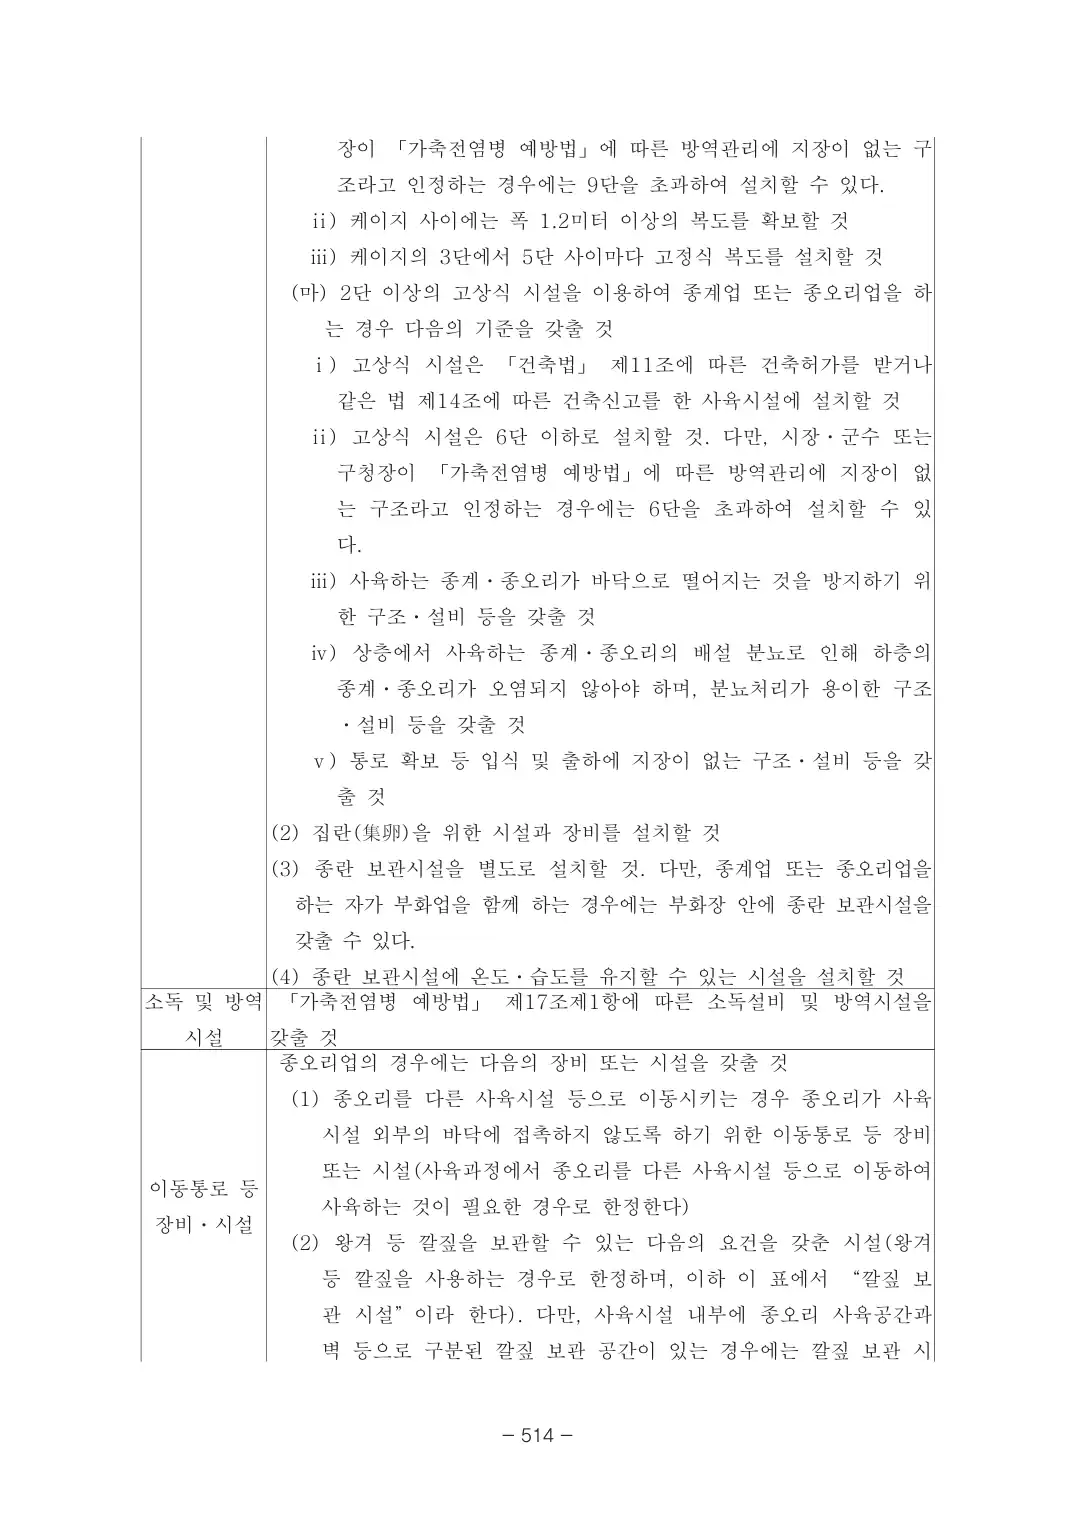 장이 「가축전염병 예방법」에 따른 방역관리에 지장이 없는 구
조라고 인정하는 경우에는 9단을 초과하여 설치할 수 있다.
ⅱ) 케이지 사이에는 폭 1.2미터 이상의 복도를 확보할 것
ⅲ) 케이지의 3단에서 5단 사이마다 고정식 복도를 설치할 것
(마) 2단 이상의 고상식 시설을 이용하여 종계업 또는 종오리업을 하
는 경우 다음의 기준을 갖출 것
ⅰ) 고상식 시설은 「건축법」 제11조에 따른 건축허가를 받거나
같은 법 제14조에 따른 건축신고를 한 사육시설에 설치할 것
ⅱ) 고상식 시설은 6단 이하로 설치할 것. 다만, 시장·군수 또는
구청장이 「가축전염병 예방법」에 따른 방역관리에 지장이 없
는 구조라고 인정하는 경우에는 6단을 초과하여 설치할 수 있
다.
ⅲ) 사육하는 종계·종오리가 바닥으로 떨어지는 것을 방지하기 위
한 구조·설비 등을 갖출 것
ⅳ) 상층에서 사육하는 종계·종오리의 배설 분뇨로 인해 하층의
종계·종오리가 오염되지 않아야 하며, 분뇨처리가 용이한 구조
·설비 등을 갖출 것
ⅴ) 통로 확보 등 입식 및 출하에 지장이 없는 구조·설비 등을 갖
출 것
(2) 집란(集卵)을 위한 시설과 장비를 설치할 것
(3) 종란 보관시설을 별도로 설치할 것. 다만, 종계업 또는 종오리업을
하는 자가 부화업을 함께 하는 경우에는 부화장 안에 종란 보관시설을
갖출 수 있다.
(4) 종란 보관시설에 온도·습도를 유지할 수 있는 시설을 설치할 것
소독 및 방역
시설
「가축전염병 예방법」 제17조제1항에 따른 소독설비 및 방역시설을
갖출 것
이동통로 등
장비·시설
종오리업의 경우에는 다음의 장비 또는 시설을 갖출 것
(1) 종오리를 다른 사육시설 등으로 이동시키는 경우 종오리가 사육
시설 외부의 바닥에 접촉하지 않도록 하기 위한 이동통로 등 장비
또는 시설(사육과정에서 종오리를 다른 사육시설 등으로 이동하여
사육하는 것이 필요한 경우로 한정한다)
(2) 왕겨 등 깔짚을 보관할 수 있는 다음의 요건을 갖춘 시설(왕겨
등 깔짚을 사용하는 경우로 한정하며, 이하 이 표에서 “깔짚 보
관 시설”이라 한다). 다만, 사육시설 내부에 종오리 사육공간과
벽 등으로 구분된 깔짚 보관 공간이 있는 경우에는 깔짚 보관 시
- 514 -